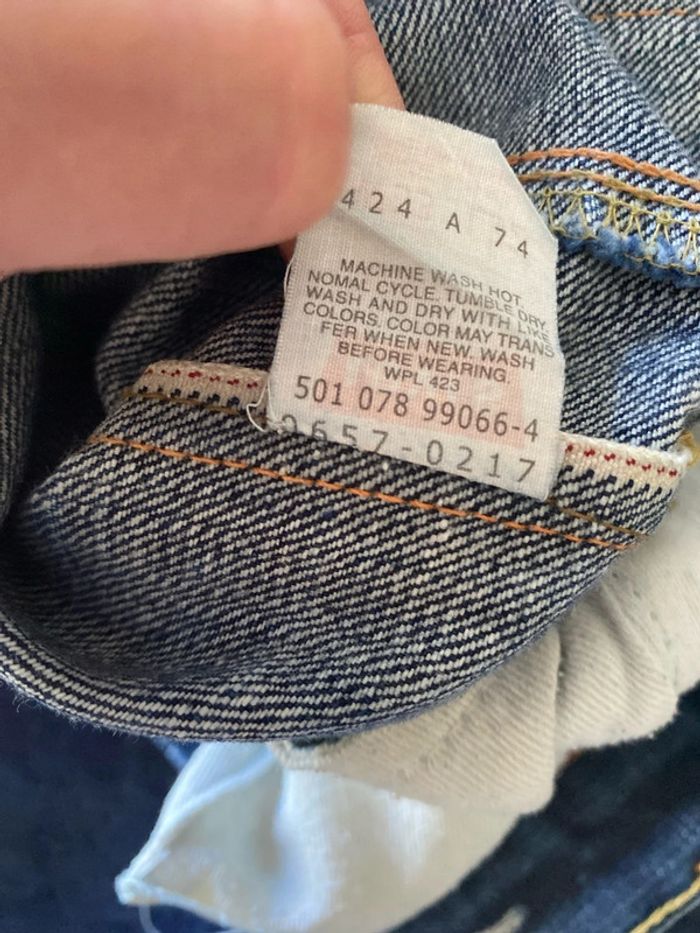 424 A 74
MACHINE WASH HOT
NOMAL CYCLE. TUMBLE DRY.
WASH AND DRY WITH LIKE
COLORS. COLOR MAY TRANS
FER WHEN NEW. WASH
BEFORE WEARING.
WPL 423
501 078 99066-4
0657-0217